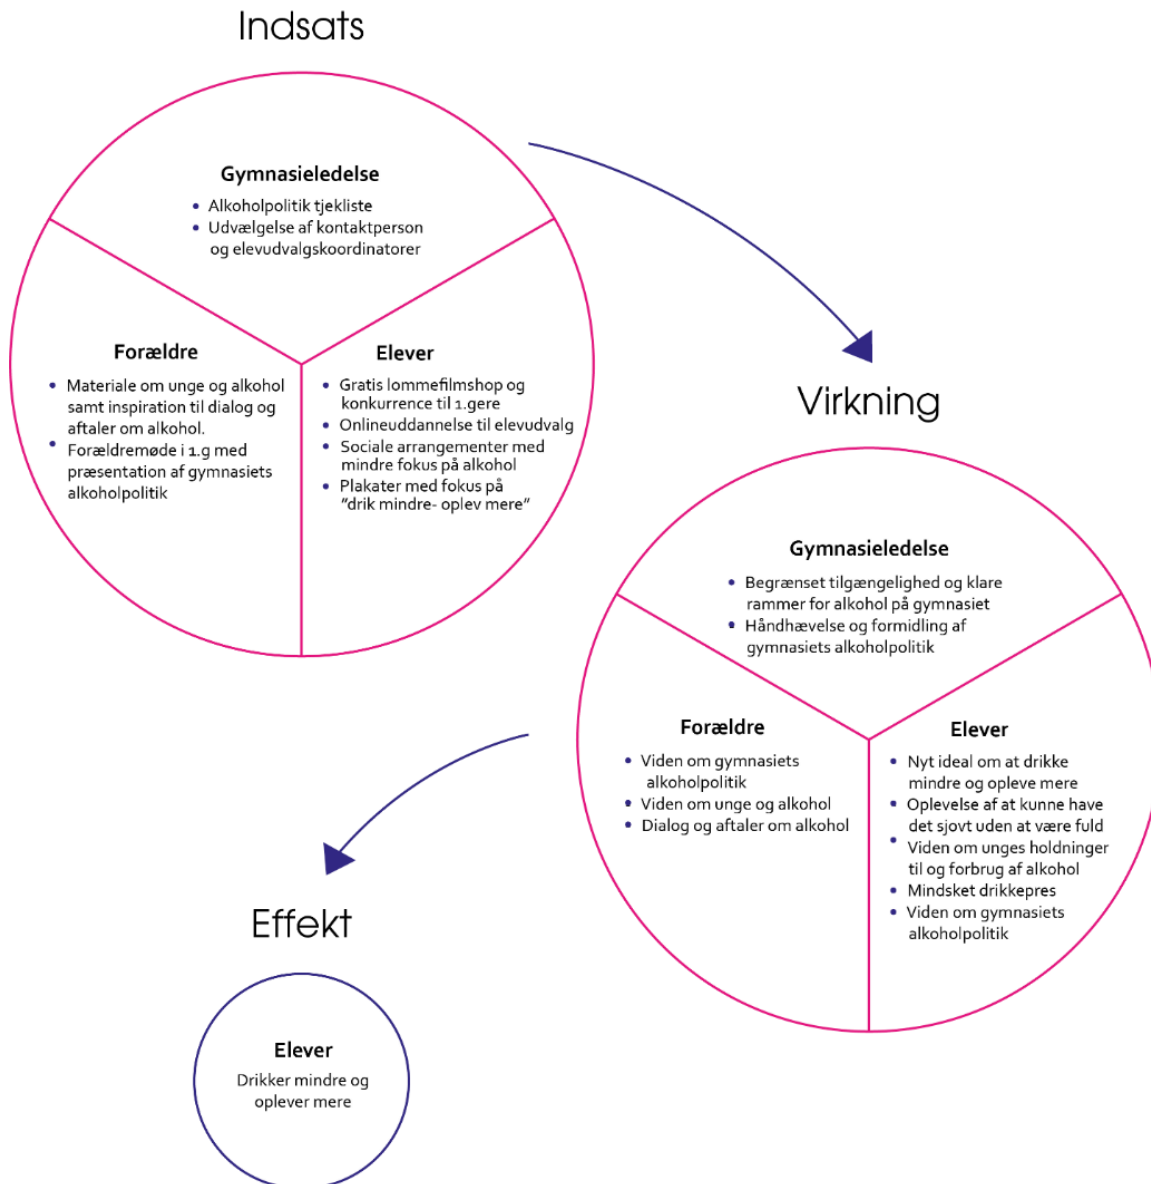 Indsats
Gymnasieledelse
• Alkoholpolitik tjekliste
• Udvælgelse af kontaktperson
og elevudvalgskoordinatorer
Forældre
• Materiale om unge og alkohol
samt inspiration til dialog og
aftaler om alkohol.
• Forældremøde i 1.g med
præsentation af gymnasiets
alkoholpolitik
Elever
• Gratis lommefilmshop og
konkurrence til 1.gere
• Onlineuddannelse til elevudvalg
• Sociale arrangementer med
mindre fokus på alkohol
• Plakater med fokus på
”drik mindre- oplev mere”
Virkning
Gymnasieledelse
• Begrænset tilgængelighed og klare
rammer for alkohol på gymnasiet
• Håndhævelse og formidling af
gymnasiets alkoholpolitik
Forældre
• Viden om gymnasiets
alkoholpolitik
• Viden om unge og alkohol
• Dialog og aftaler om alkohol
Elever
• Nyt ideal om at drikke
mindre og opleve mere
• Oplevelse af at kunne have
det sjovt uden at være fuld
• Viden om unges holdninger
til og forbrug af alkohol
• Mindsket drikkepres
• Viden om gymnasiets
alkoholpolitik
Effekt
Elever
Drikker mindre og
oplever mere